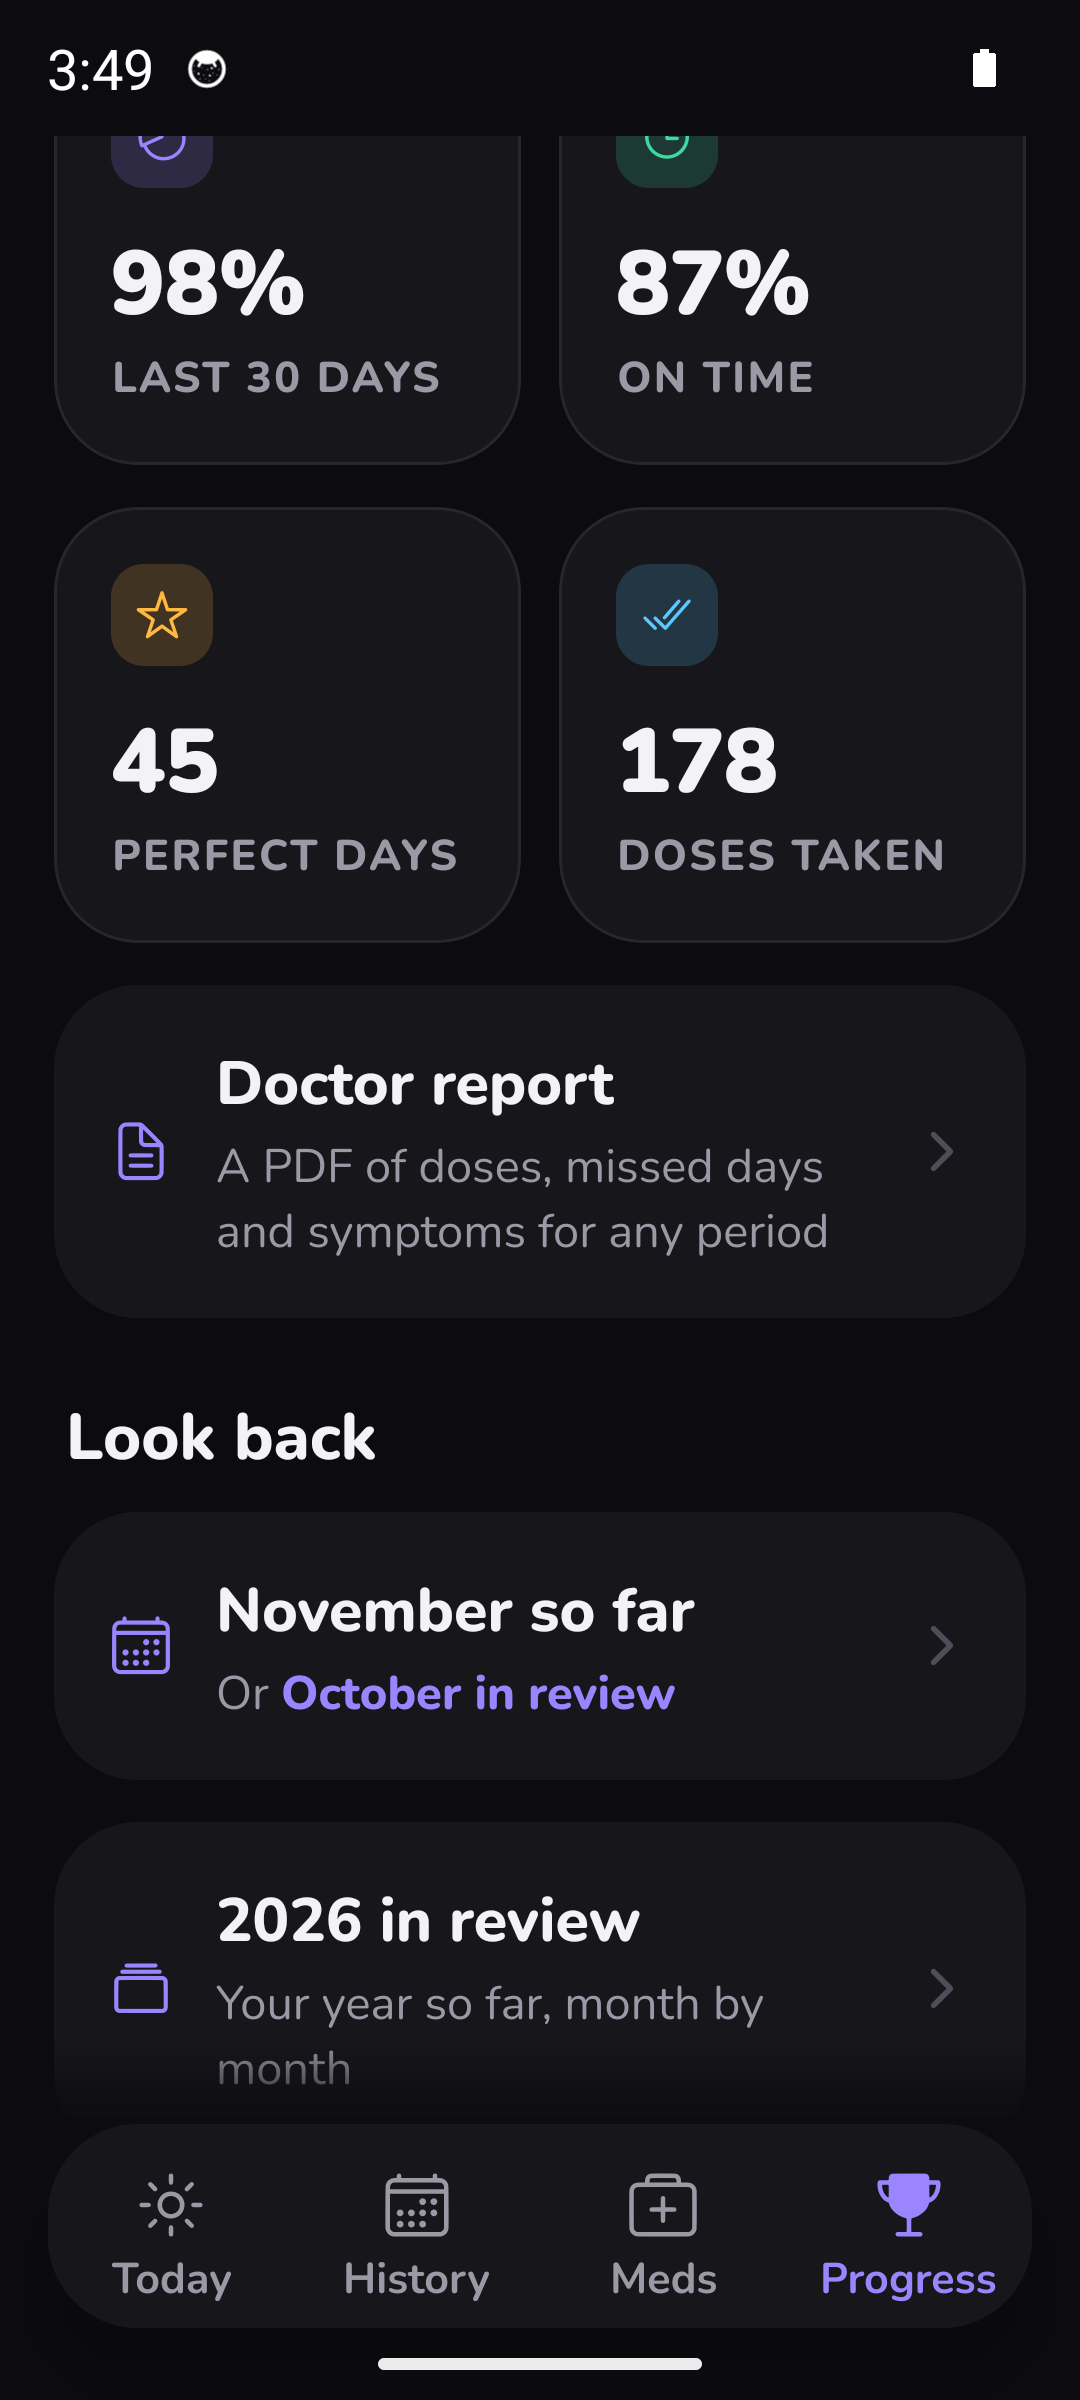 3:49
98%
LAST 30 DAYS
87%
ON TIME
45
PERFECT DAYS
178
DOSES TAKEN
Doctor report
A PDF of doses, missed days
and symptoms for any period
Look back
November so far
Or October in review
2026 in review
Your year so far, month by
month
Today
History
Meds
Progress